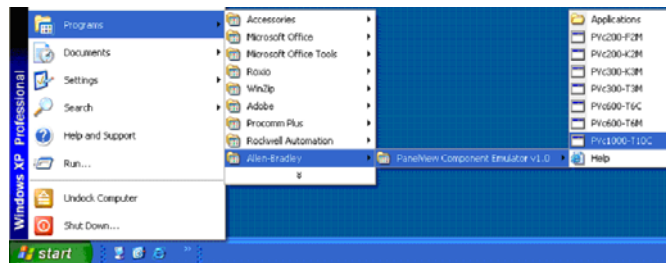 Windows XP Professional
Programs
Documents
Settings
Search
Help and Support
Run...
Undock Computer
Shut Down...
start
Accessories
Microsoft Office
Microsoft Office Tools
Roxio
WinZip
Adobe
Procomm Plus
Rockwell Automation
Allen-Bradley
PanelView Component Emulator v1.0
Applications
PVc200-F2M
PVc200-K2M
PVc300-K3M
PVc300-T3M
PVc600-T6C
PVc600-T6M
PVc1000-T10C
Help